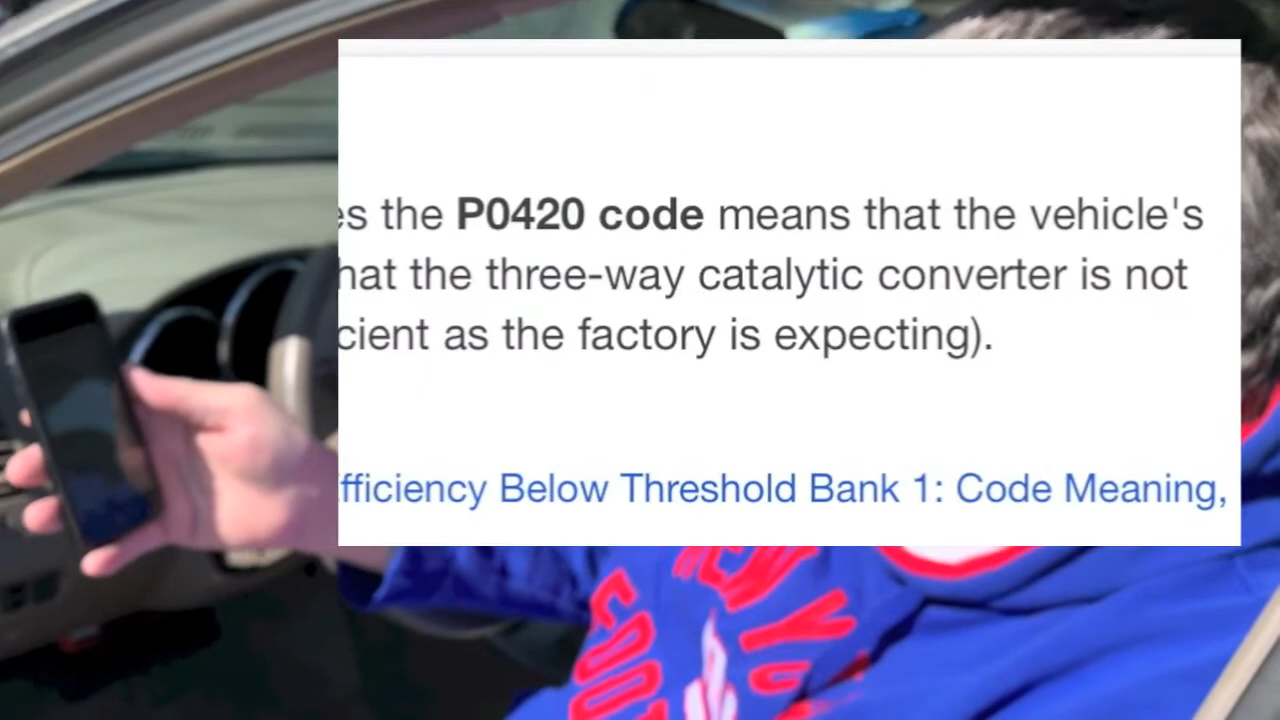 es the P0420 code means that the vehicle's
hat the three-way catalytic converter is not
cient as the factory is expecting).
fficiency Below Threshold Bank 1: Code Meaning,